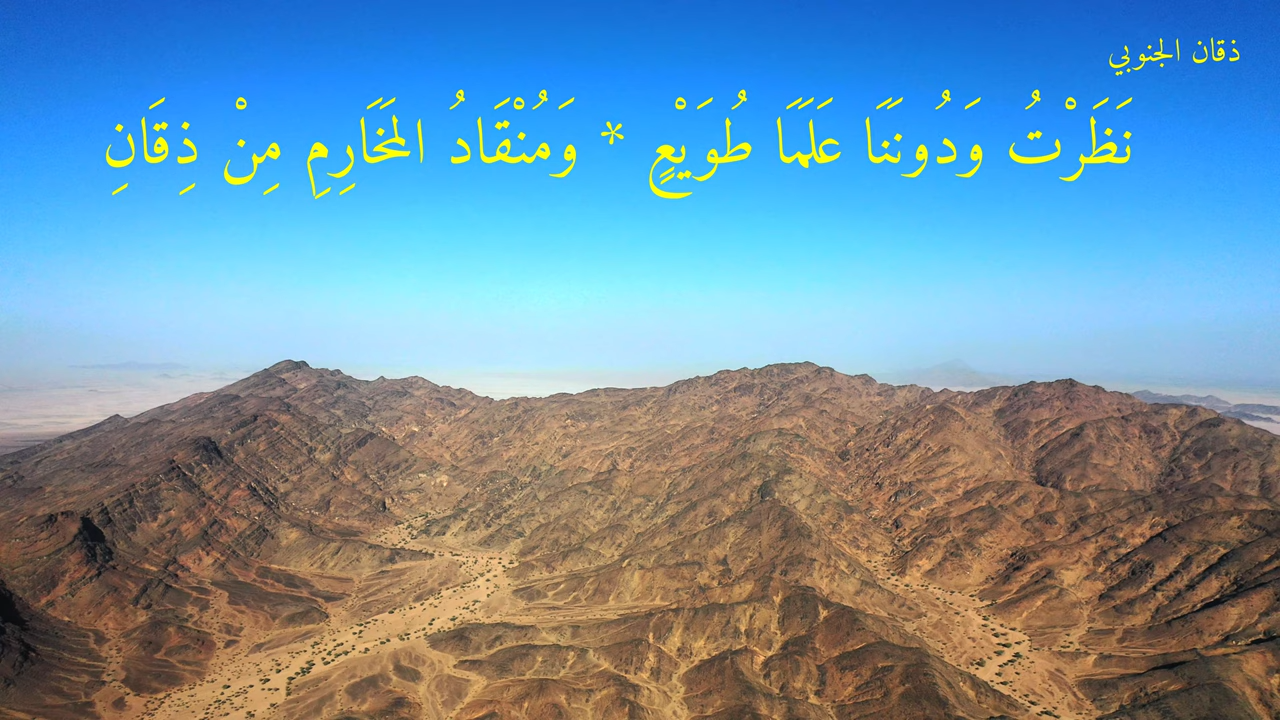 ذقان الجنوبي
نَظَرْتُ وَدُونَنَا عَلَمَا طُوَيْعٍ * وَمُنْقَادُ المَخَارِمِ مِنْ ذِقَانِ